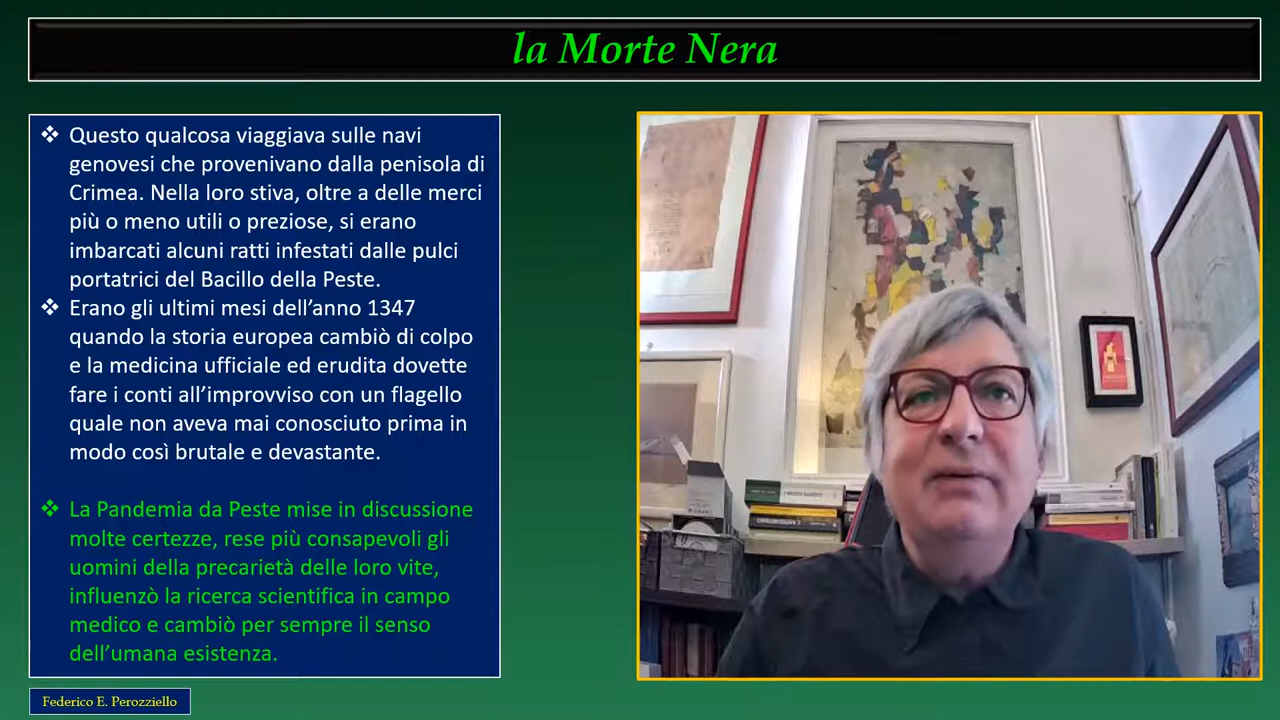 la Morte Nera
❖ Questo qualcosa viaggiava sulle navi
genovesi che provenivano dalla penisola di
Crimea. Nella loro stiva, oltre a delle merci
più o meno utili o preziose, si erano
imbarcati alcuni ratti infestati dalle pulci
portatrici del Bacillo della Peste.
❖ Erano gli ultimi mesi dell’anno 1347
quando la storia europea cambiò di colpo
e la medicina ufficiale ed erudita dovette
fare i conti all’improvviso con un flagello
quale non aveva mai conosciuto prima in
modo così brutale e devastante.
❖ La Pandemia da Peste mise in discussione
molte certezze, rese più consapevoli gli
uomini della precarietà delle loro vite,
influenzò la ricerca scientifica in campo
medico e cambiò per sempre il senso
dell’umana esistenza.
Federico E. Perozziello